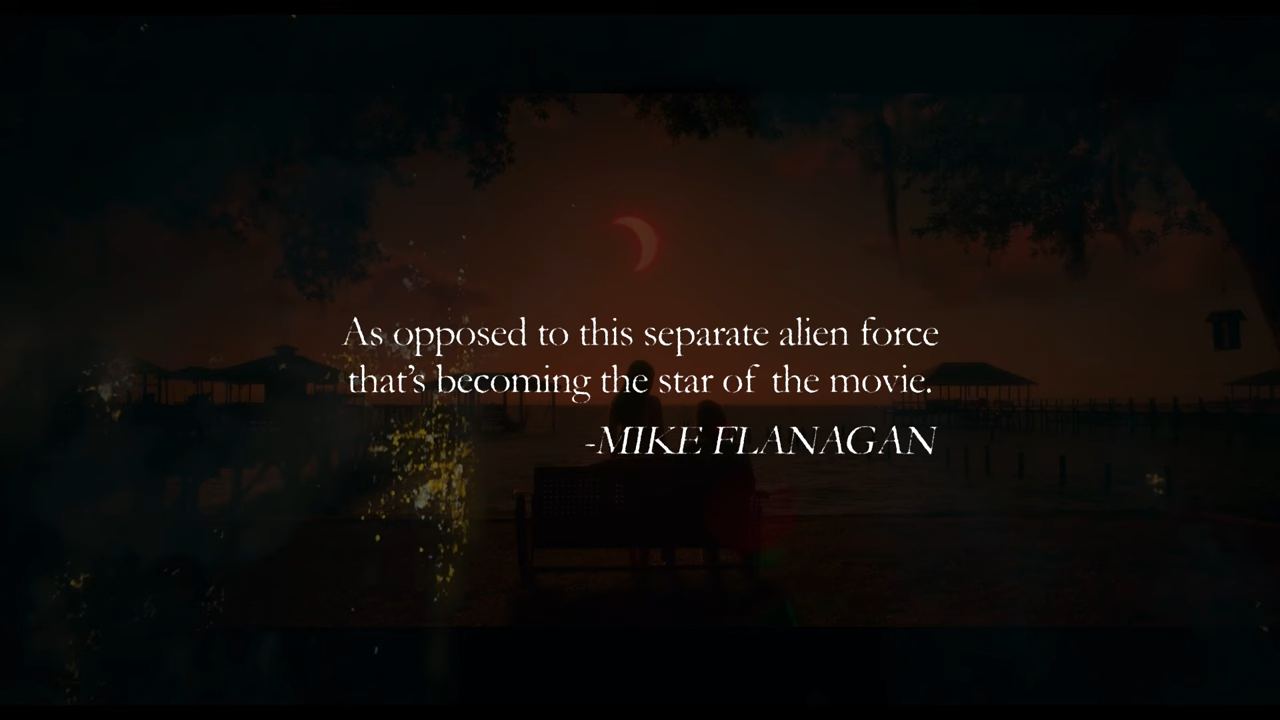 As opposed to this separate alien force
that's becoming the star of the movie.
-MIKE FLANAGAN